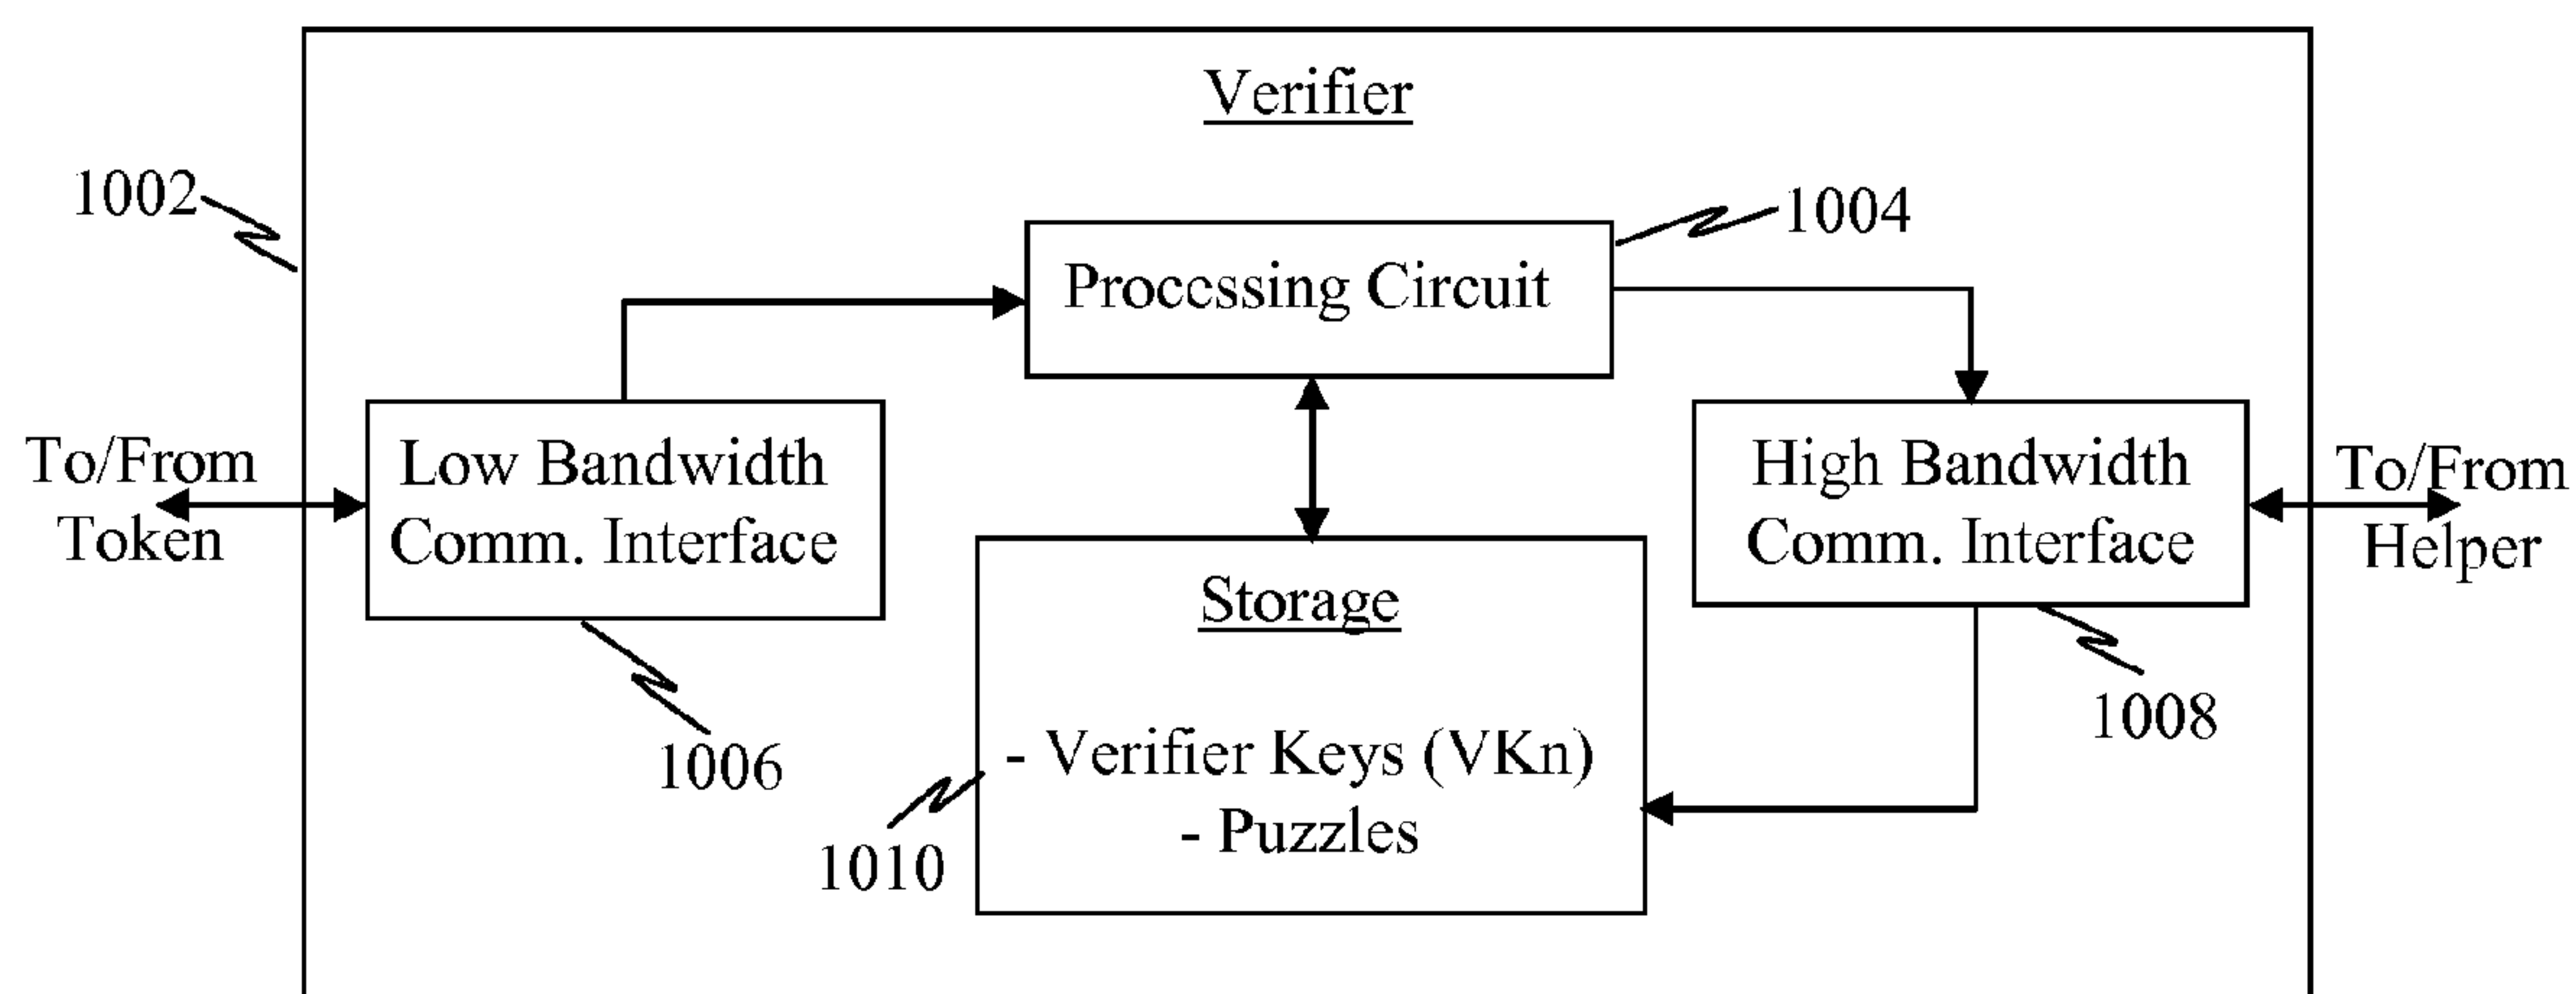 Verifier
1002
1004
Processing Circuit
To/From
Token
Low Bandwidth
Comm. Interface
High Bandwidth
Comm. Interface
To/From
Helper
Storage
- Verifier Keys (VKn)
- Puzzles
1006
1008
1010